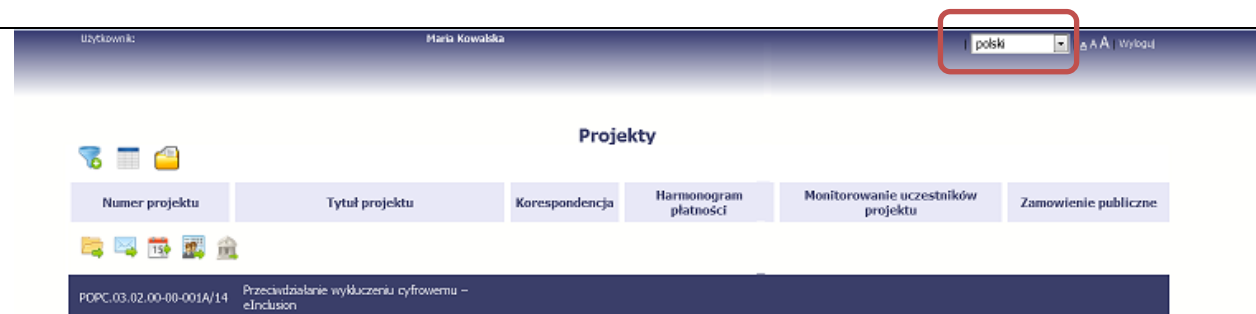 Użytkownik: Maria Kowalska | polski | A A A | Wyloguj
Projekty
Numer projektu Tytuł projektu Korespondencja Harmonogram płatności Monitorowanie uczestników projektu Zamowienie publiczne
15
POPC.03.02.00-00-001A/14 Przeciwdziałanie wykluczeniu cyfrowemu –
eInclusion